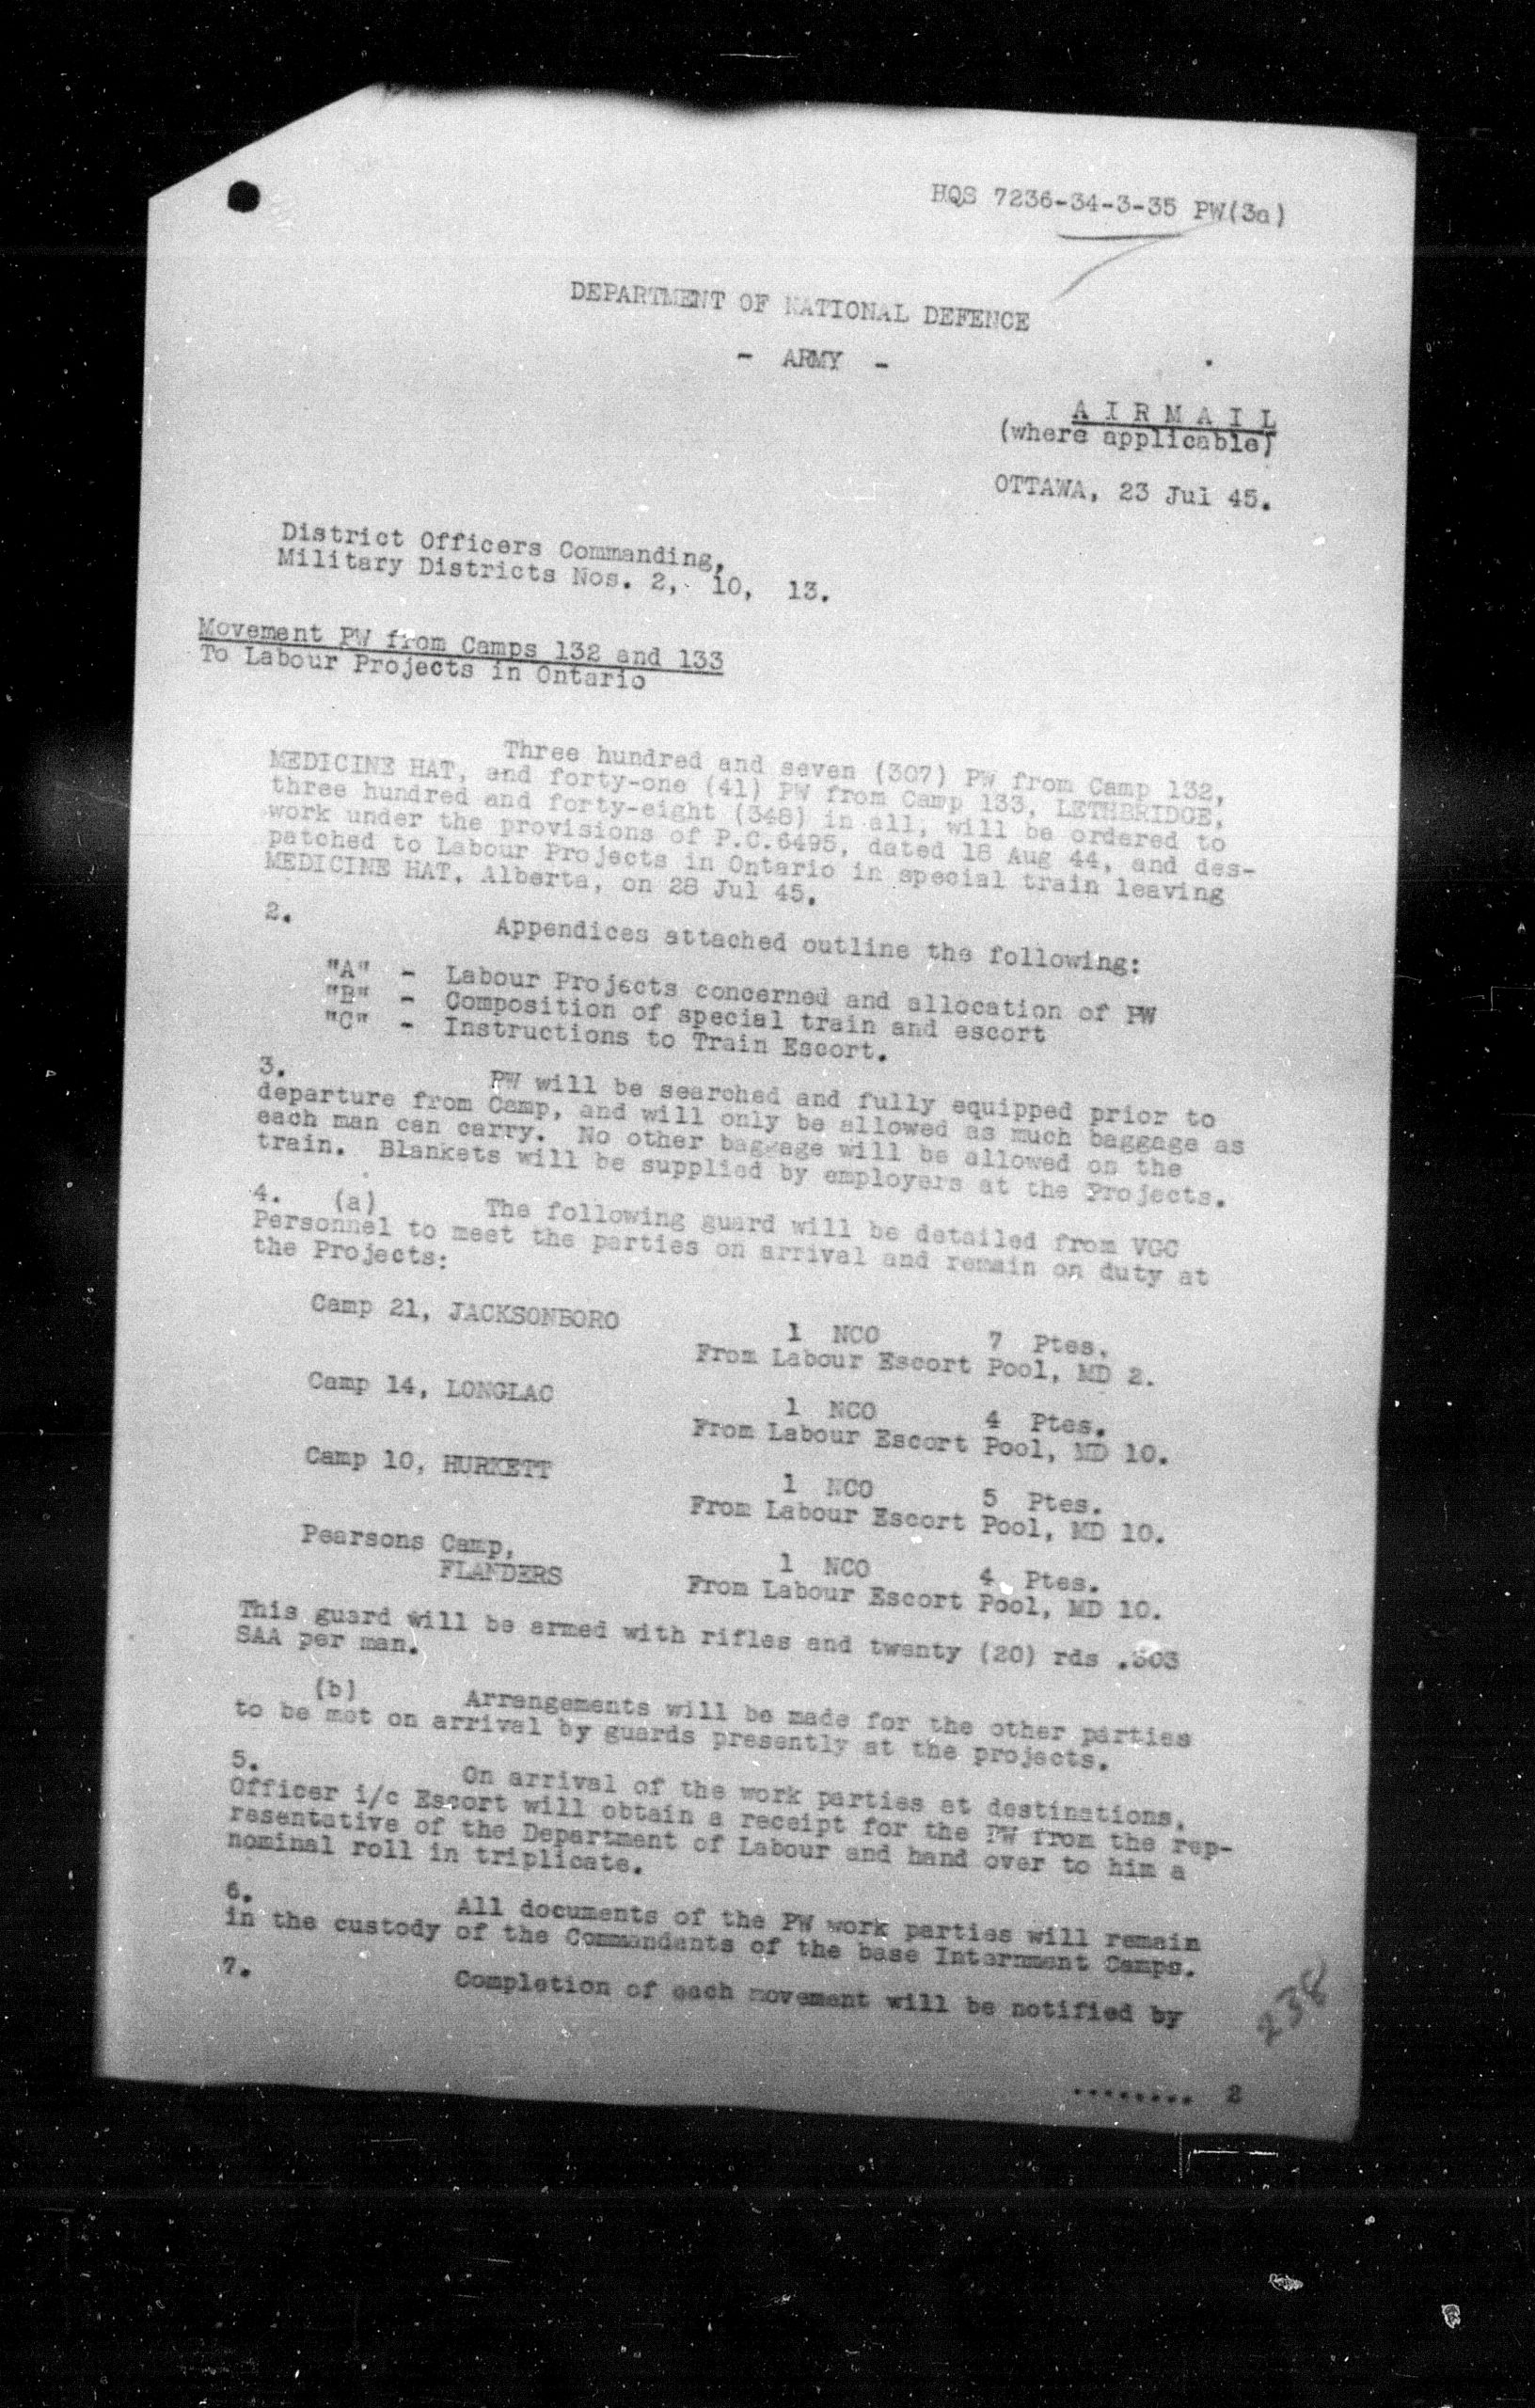 HQS 7236-34-3-35 PW(3a)
DEPARTMENT OF NATIONAL DEFENCE
- ARMY -
A I R M A I L
(where applicable)
OTTAWA, 23 Jul 45.
District Officers Commanding,
Military Districts Nos. 2, 10, 13.
Movement PW from Camps 132 and 133
To Labour Projects in Ontario
Three hundred and seven (307) PW from Camp 132,
MEDICINE HAT, and forty-one (41) PW from Camp 133, LETHBRIDGE,
three hundred and forty-eight (348) in all, will be ordered to
work under the provisions of P.C.6495, dated 18 Aug 44, and des-
patched to Labour Projects in Ontario in special train leaving
MEDICINE HAT, Alberta, on 28 Jul 45.
2. Appendices attached outline the following:
"A" - Labour Projects concerned and allocation of PW
"B" - Composition of special train and escort
"C" - Instructions to Train Escort.
3. PW will be searched and fully equipped prior to
departure from Camp, and will only be allowed as much baggage as
each man can carry. No other baggage will be allowed on the
train. Blankets will be supplied by employers at the Projects.
4. (a) The following guard will be detailed from VGC
Personnel to meet the parties on arrival and remain on duty at
the Projects:
Camp 21, JACKSONBORO 1 NCO 7 Ptes.
From Labour Escort Pool, MD 2.
Camp 14, LONGLAC 1 NCO 4 Ptes.
From Labour Escort Pool, MD 10.
Camp 10, HURKETT 1 NCO 5 Ptes.
From Labour Escort Pool, MD 10.
Pearsons Camp,
FLANDERS 1 NCO 4 Ptes.
From Labour Escort Pool, MD 10.
This guard will be armed with rifles and twenty (20) rds .303
SAA per man.
(b) Arrangements will be made for the other parties
to be met on arrival by guards presently at the projects.
5. On arrival of the work parties at destinations,
Officer i/c Escort will obtain a receipt for the PW from the rep-
resentative of the Department of Labour and hand over to him a
nominal roll in triplicate.
6. All documents of the PW work parties will remain
in the custody of the Commandants of the base Internment Camps.
7. Completion of each movement will be notified by
238
........ 2